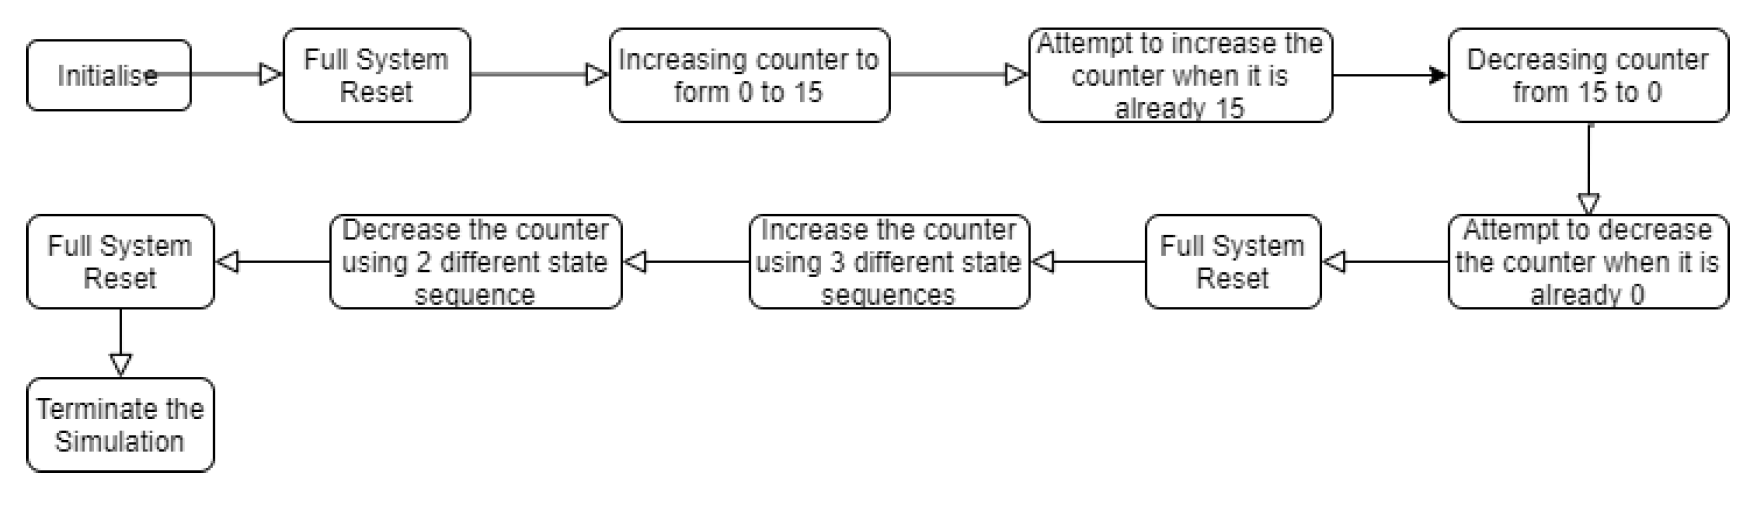 Initialise
Full System
Reset
Increasing counter to
form 0 to 15
Attempt to increase the
counter when it is
already 15
Decreasing counter
from 15 to 0
Attempt to decrease
the counter when it is
already 0
Full System
Reset
Increase the counter
using 3 different state
sequences
Decrease the counter
using 2 different state
sequence
Full System
Reset
Terminate the
Simulation